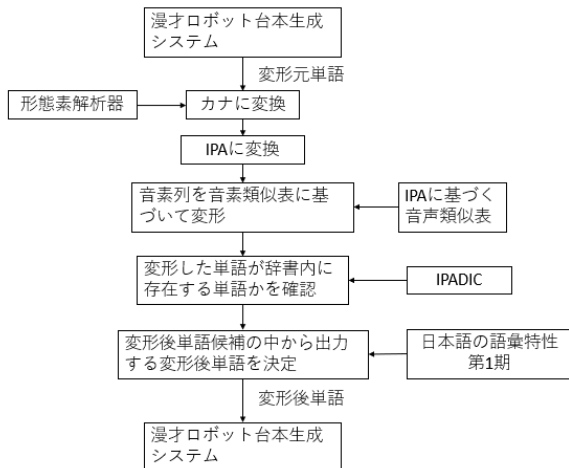 漫才ロボット台本生成
システム
変形元単語
形態素解析器
カナに変換
IPAに変換
音素列を音素類似表に基
づいて変形
IPAに基づく
音声類似表
変形した単語が辞書内に
存在する単語かを確認
IPADIC
変形後単語候補の中から出力
する変形後単語を決定
日本語の語彙特性
第1期
変形後単語
漫才ロボット台本生成
システム